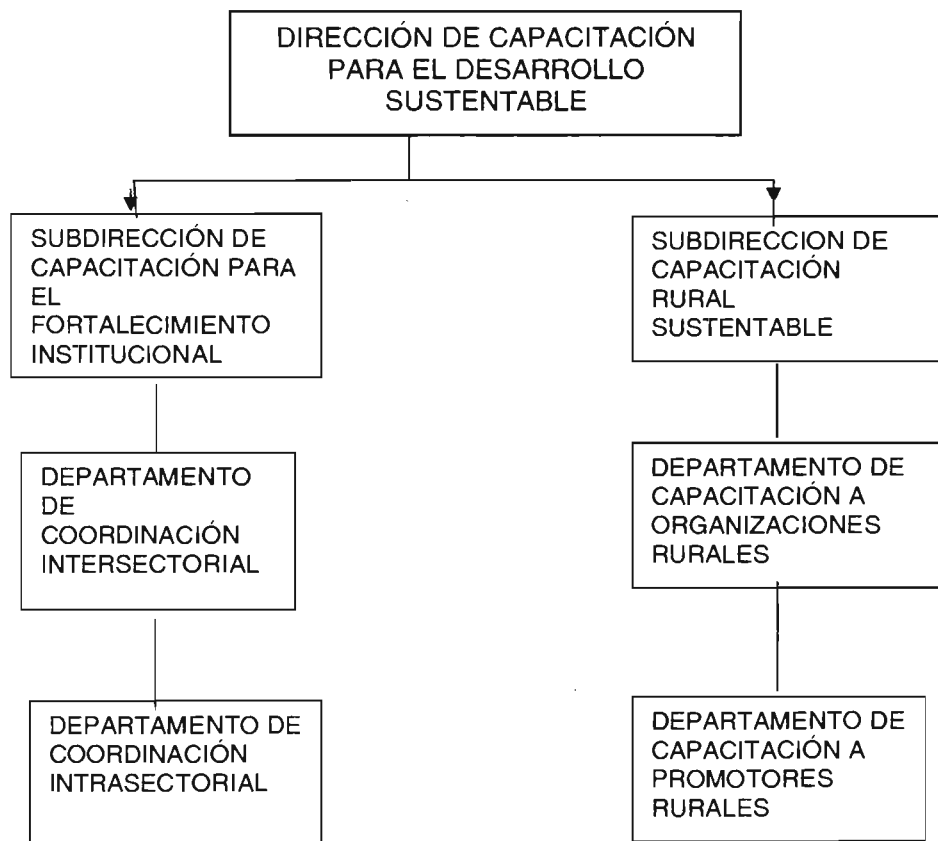 DIRECCIÓN DE CAPACITACIÓN
PARA EL DESARROLLO
SUSTENTABLE
SUBDIRECCIÓN DE
CAPACITACIÓN PARA
EL
FORTALECIMIENTO
INSTITUCIONAL
SUBDIRECCION DE
CAPACITACIÓN
RURAL
SUSTENTABLE
DEPARTAMENTO
DE
COORDINACIÓN
INTERSECTORIAL
DEPARTAMENTO DE
CAPACITACIÓN A
ORGANIZACIONES
RURALES
DEPARTAMENTO DE
COORDINACIÓN
INTRASECTORIAL
DEPARTAMENTO DE
CAPACITACIÓN A
PROMOTORES
RURALES